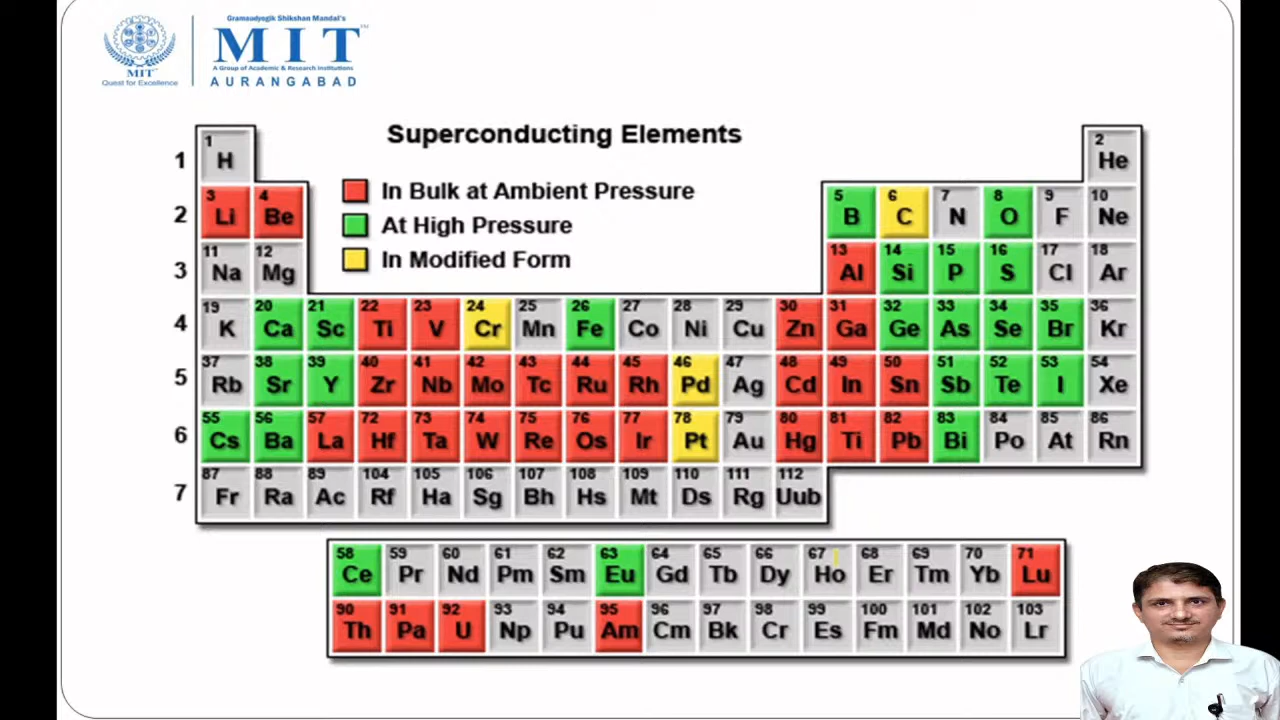 Gramaudyogik Shikshan Mandal's
MIT™
A Group of Academic & Research Institutions
AURANGABAD
MIT
Quest for Excellence
Superconducting Elements
In Bulk at Ambient Pressure
At High Pressure
In Modified Form
1 2
1 H He
3 4 5 6 7 8 9 10
2 Li Be B C N O F Ne
11 12 13 14 15 16 17 18
3 Na Mg Al Si P S Cl Ar
19 20 21 22 23 24 25 26 27 28 29 30 31 32 33 34 35 36
4 K Ca Sc Ti V Cr Mn Fe Co Ni Cu Zn Ga Ge As Se Br Kr
37 38 39 40 41 42 43 44 45 46 47 48 49 50 51 52 53 54
5 Rb Sr Y Zr Nb Mo Tc Ru Rh Pd Ag Cd In Sn Sb Te I Xe
55 56 57 72 73 74 75 76 77 78 79 80 81 82 83 84 85 86
6 Cs Ba La Hf Ta W Re Os Ir Pt Au Hg Ti Pb Bi Po At Rn
87 88 89 104 105 106 107 108 109 110 111 112
7 Fr Ra Ac Rf Ha Sg Bh Hs Mt Ds Rg Uub
58 59 60 61 62 63 64 65 66 67 68 69 70 71
Ce Pr Nd Pm Sm Eu Gd Tb Dy Ho Er Tm Yb Lu
90 91 92 93 94 95 96 97 98 99 100 101 102 103
Th Pa U Np Pu Am Cm Bk Cr Es Fm Md No Lr